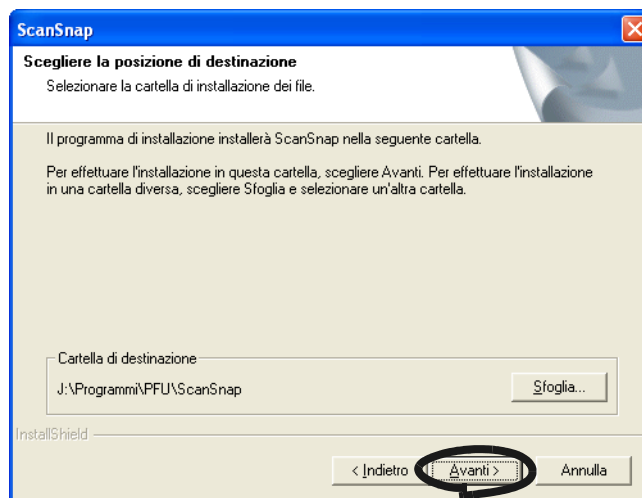 ScanSnap
Scegliere la posizione di destinazione
Selezionare la cartella di installazione dei file.
Il programma di installazione installerà ScanSnap nella seguente cartella.
Per effettuare l'installazione in questa cartella, scegliere Avanti. Per effettuare l'installazione
in una cartella diversa, scegliere Sfoglia e selezionare un'altra cartella.
Cartella di destinazione
J:\Programmi\PFU\ScanSnap
Sfoglia...
InstallShield
< Indietro
Avanti >
Annulla